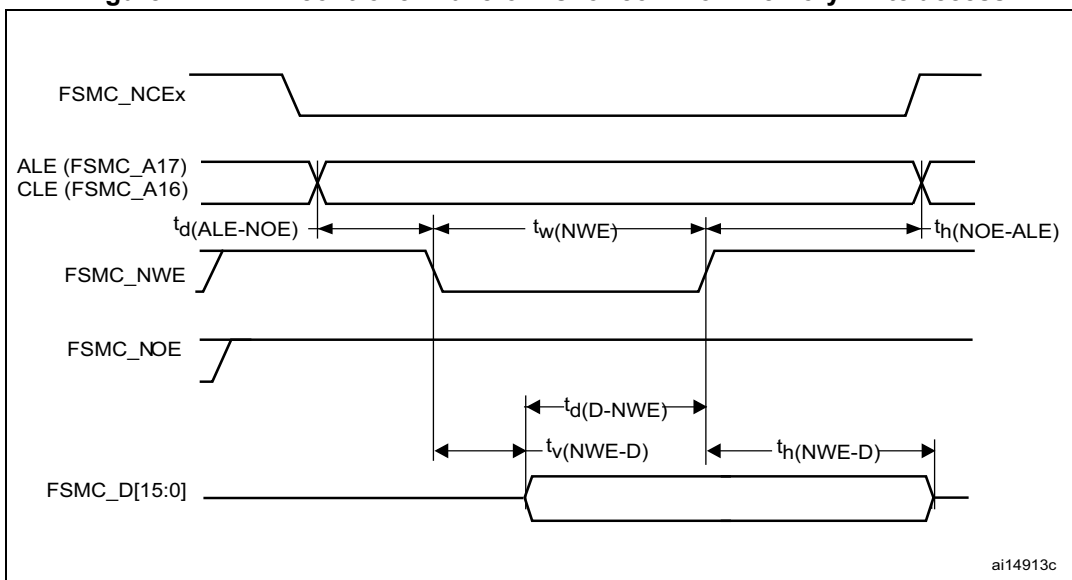 FSMC_NCEx
ALE (FSMC_A17)
CLE (FSMC_A16)
td(ALE-NOE)
tw(NWE)
th(NOE-ALE)
FSMC_NWE
FSMC_NOE
td(D-NWE)
tv(NWE-D)
th(NWE-D)
FSMC_D[15:0]
ai14913c